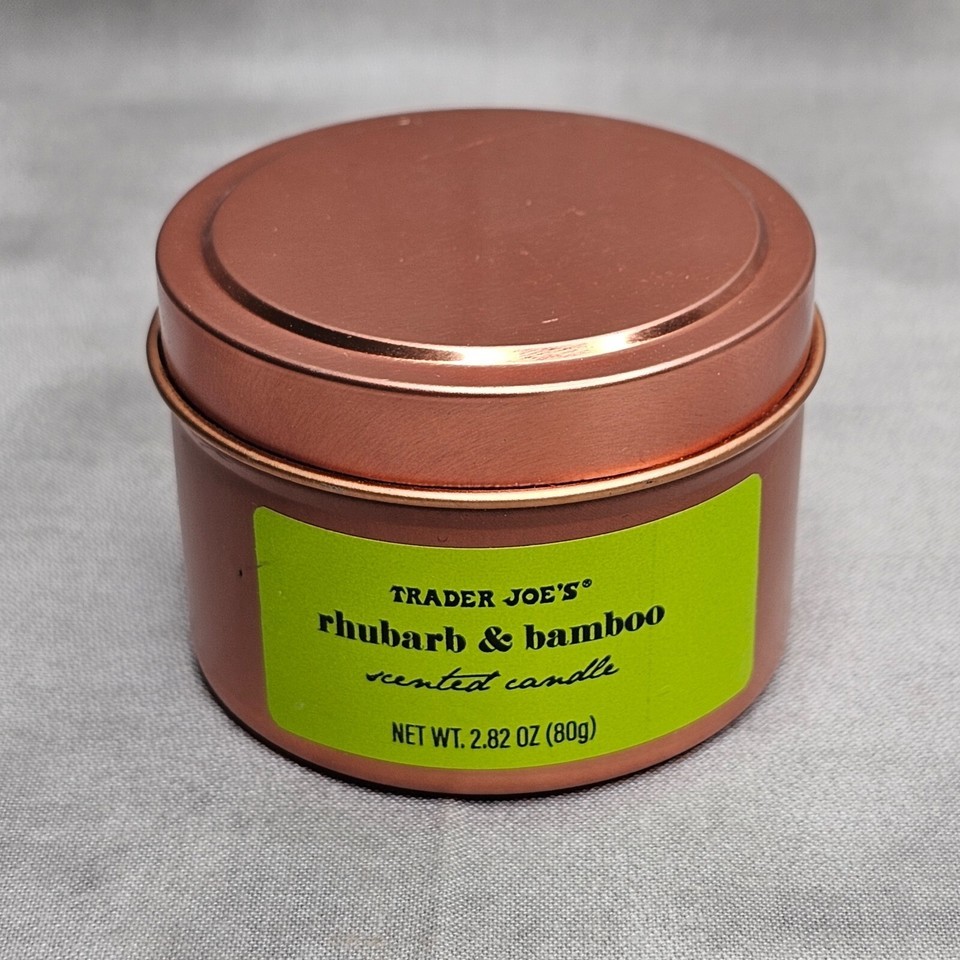 TRADER JOE'S®
rhubarb & bamboo
scented candle
NET WT. 2.82 OZ (80g)